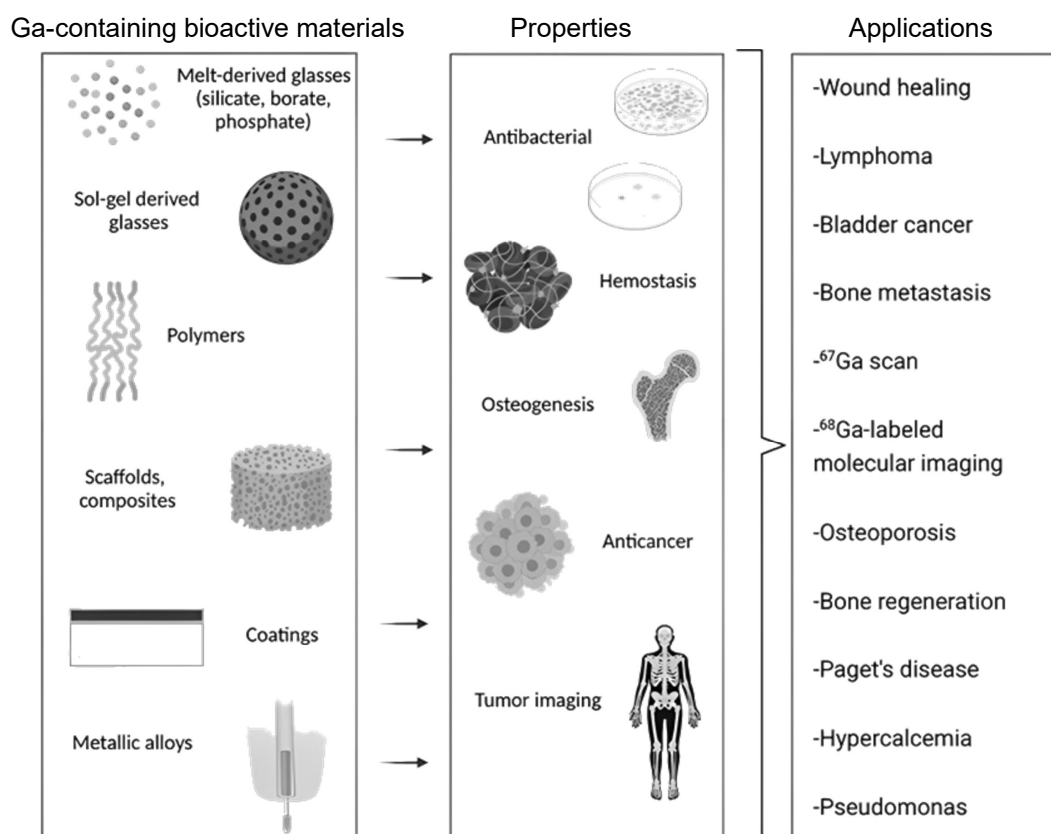 Ga-containing bioactive materials
Melt-derived glasses
(silicate, borate,
phosphate)
Sol-gel derived
glasses
Polymers
Scaffolds,
composites
Coatings
Metallic alloys
Properties
Antibacterial
Hemostasis
Osteogenesis
Anticancer
Tumor imaging
Applications
-Wound healing
-Lymphoma
-Bladder cancer
-Bone metastasis
-⁶⁷Ga scan
-⁶⁸Ga-labeled
molecular imaging
-Osteoporosis
-Bone regeneration
-Paget's disease
-Hypercalcemia
-Pseudomonas